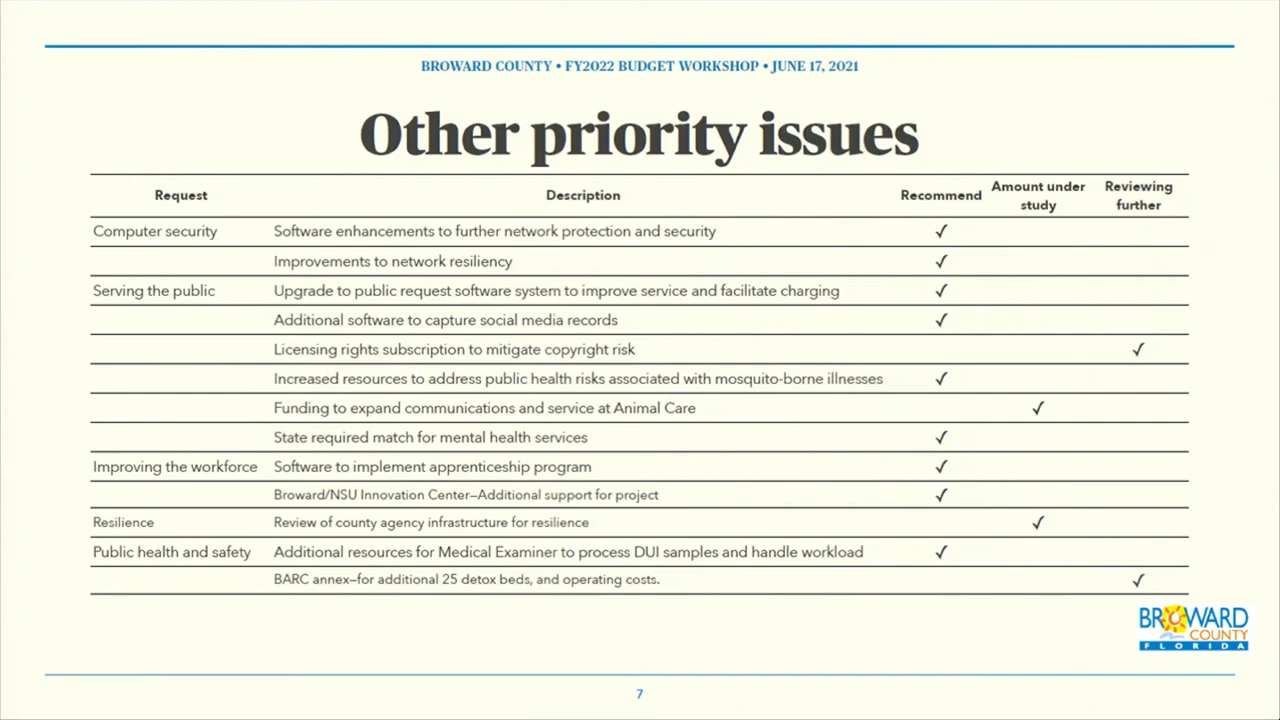 BROWARD COUNTY • FY2022 BUDGET WORKSHOP • JUNE 17, 2021
Other priority issues
Request Description Recommend Amount under study Reviewing further
Computer security Software enhancements to further network protection and security ✓
Improvements to network resiliency ✓
Serving the public Upgrade to public request software system to improve service and facilitate charging ✓
Additional software to capture social media records ✓
Licensing rights subscription to mitigate copyright risk ✓
Increased resources to address public health risks associated with mosquito-borne illnesses ✓
Funding to expand communications and service at Animal Care ✓
State required match for mental health services ✓
Improving the workforce Software to implement apprenticeship program ✓
Broward/NSU Innovation Center–Additional support for project ✓
Resilience Review of county agency infrastructure for resilience ✓
Public health and safety Additional resources for Medical Examiner to process DUI samples and handle workload ✓
BARC annex–for additional 25 detox beds, and operating costs. ✓
BROWARD
COUNTY
FLORIDA
7